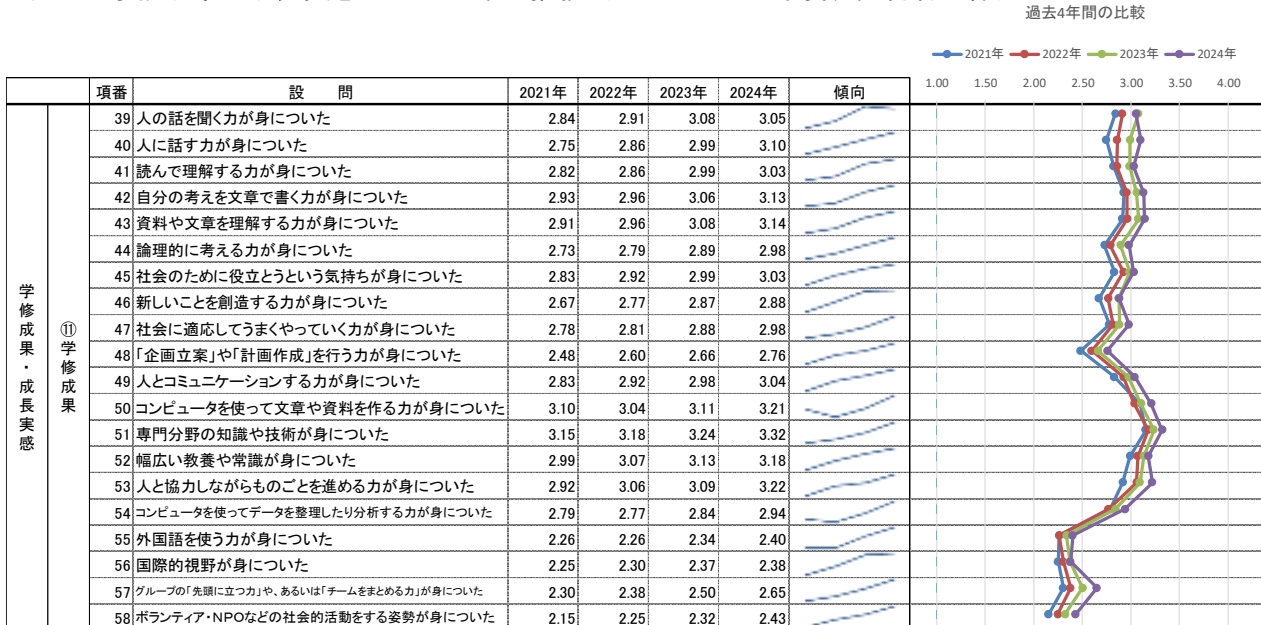 過去4年間の比較
2021年 2022年 2023年 2024年
項番 設問 2021年 2022年 2023年 2024年 傾向 1.00 1.50 2.00 2.50 3.00 3.50 4.00
学修成果・成長実感
⑪学修成果
39 人の話を聞く力が身についた 2.84 2.91 3.08 3.05
40 人に話す力が身についた 2.75 2.86 2.99 3.10
41 読んで理解する力が身についた 2.82 2.86 2.99 3.03
42 自分の考えを文章で書く力が身についた 2.93 2.96 3.06 3.13
43 資料や文章を理解する力が身についた 2.91 2.96 3.08 3.14
44 論理的に考える力が身についた 2.73 2.79 2.89 2.98
45 社会のために役立とうという気持ちが身についた 2.83 2.92 2.99 3.03
46 新しいことを創造する力が身についた 2.67 2.77 2.87 2.88
47 社会に適応してうまくやっていく力が身についた 2.78 2.81 2.88 2.98
48 「企画立案」や「計画作成」を行う力が身についた 2.48 2.60 2.66 2.76
49 人とコミュニケーションする力が身についた 2.83 2.92 2.98 3.04
50 コンピュータを使って文章や資料を作る力が身についた 3.10 3.04 3.11 3.21
51 専門分野の知識や技術が身についた 3.15 3.18 3.24 3.32
52 幅広い教養や常識が身についた 2.99 3.07 3.13 3.18
53 人と協力しながらものごとを進める力が身についた 2.92 3.06 3.09 3.22
54 コンピュータを使ってデータを整理したり分析する力が身についた 2.79 2.77 2.84 2.94
55 外国語を使う力が身についた 2.26 2.26 2.34 2.40
56 国際的視野が身についた 2.25 2.30 2.37 2.38
57 グループの「先頭に立つ力」や、あるいは「チームをまとめる力」が身についた 2.30 2.38 2.50 2.65
58 ボランティア・NPOなどの社会的活動をする姿勢が身についた 2.15 2.25 2.32 2.43